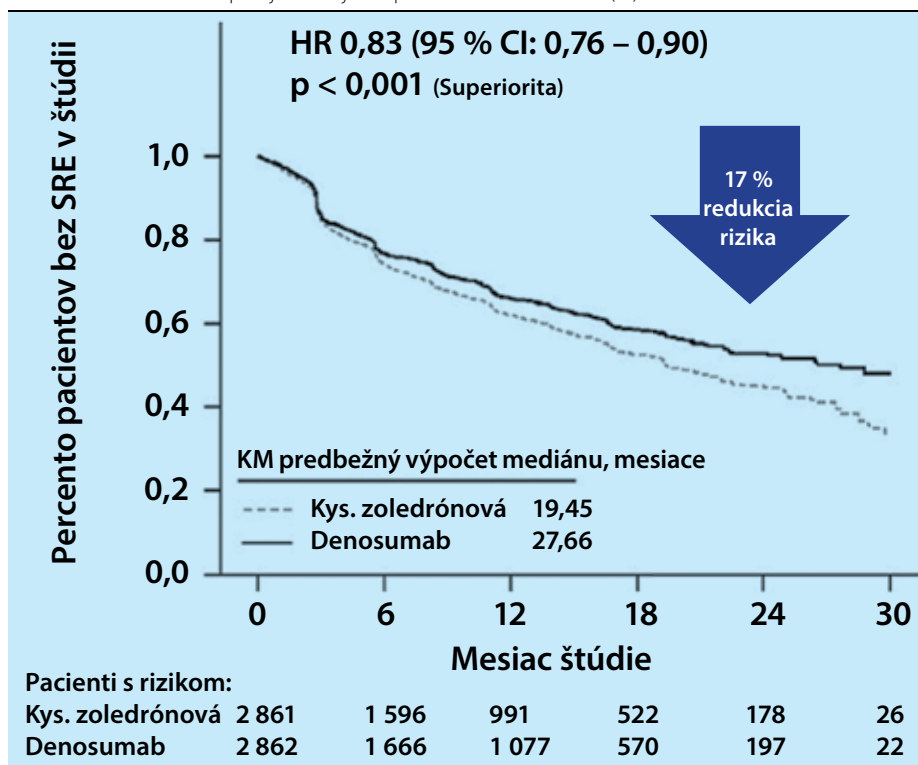 HR 0,83 (95 % CI: 0,76 – 0,90)
p < 0,001 (Superiorita)
Percento pacientov bez SRE v štúdii
1,0
0,8
0,6
0,4
0,2
0,0
17 %
redukcia
rizika
KM predbežný výpočet mediánu, mesiace
Kys. zoledrónová 19,45
Denosumab 27,66
0 6 12 18 24 30
Mesiac štúdie
Pacienti s rizikom:
Kys. zoledrónová 2 861 1 596 991 522 178 26
Denosumab 2 862 1 666 1 077 570 197 22